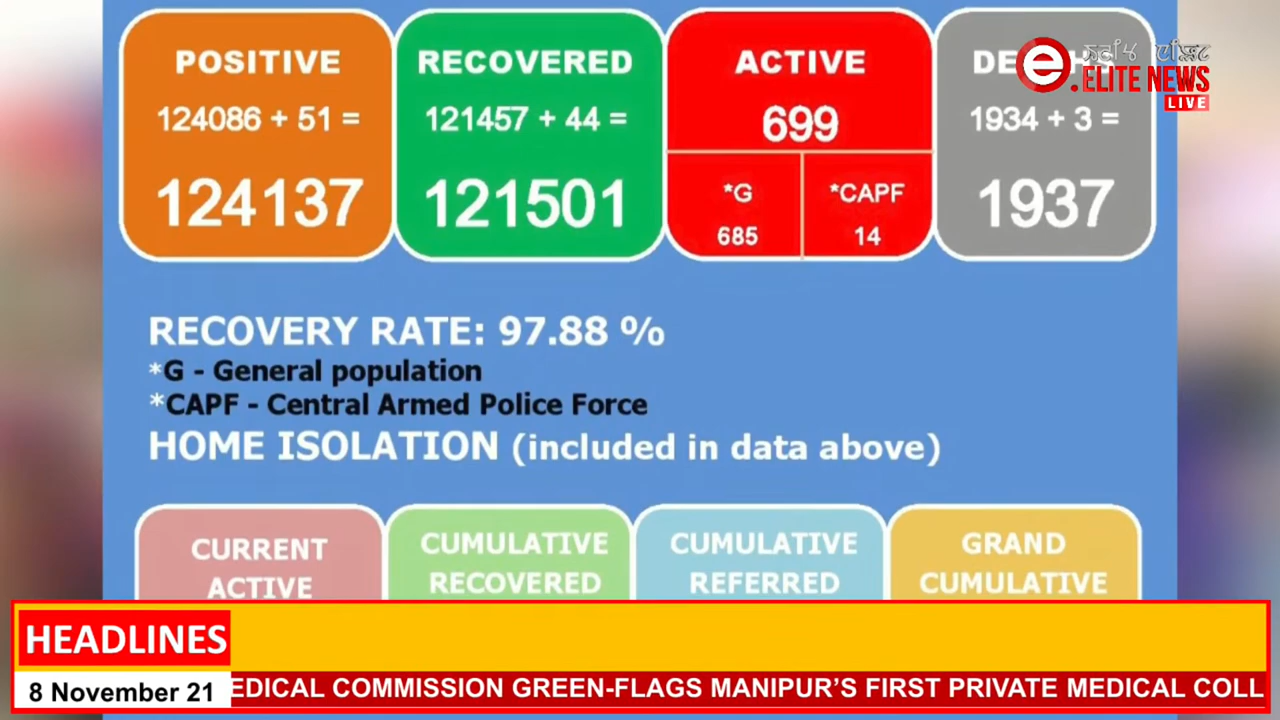 POSITIVE
124086 + 51 =
124137
RECOVERED
121457 + 44 =
121501
ACTIVE
699
*G
685
*CAPF
14
1934 + 3 =
1937
e.
ELITE NEWS
LIVE
RECOVERY RATE: 97.88 %
*G - General population
*CAPF - Central Armed Police Force
HOME ISOLATION (included in data above)
CURRENT
ACTIVE
CUMULATIVE
RECOVERED
CUMULATIVE
REFERRED
GRAND
CUMULATIVE
HEADLINES
8 November 21
EDICAL COMMISSION GREEN-FLAGS MANIPUR’S FIRST PRIVATE MEDICAL COLL